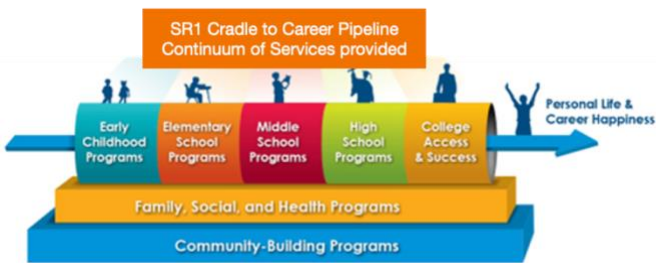 SR1 Cradle to Career Pipeline
Continuum of Services provided
Early
Childhood
Programs
Elementary
School
Programs
Middle
School
Programs
High
School
Programs
College
Access
& Success
Personal Life &
Career Happiness
Family, Social, and Health Programs
Community-Building Programs